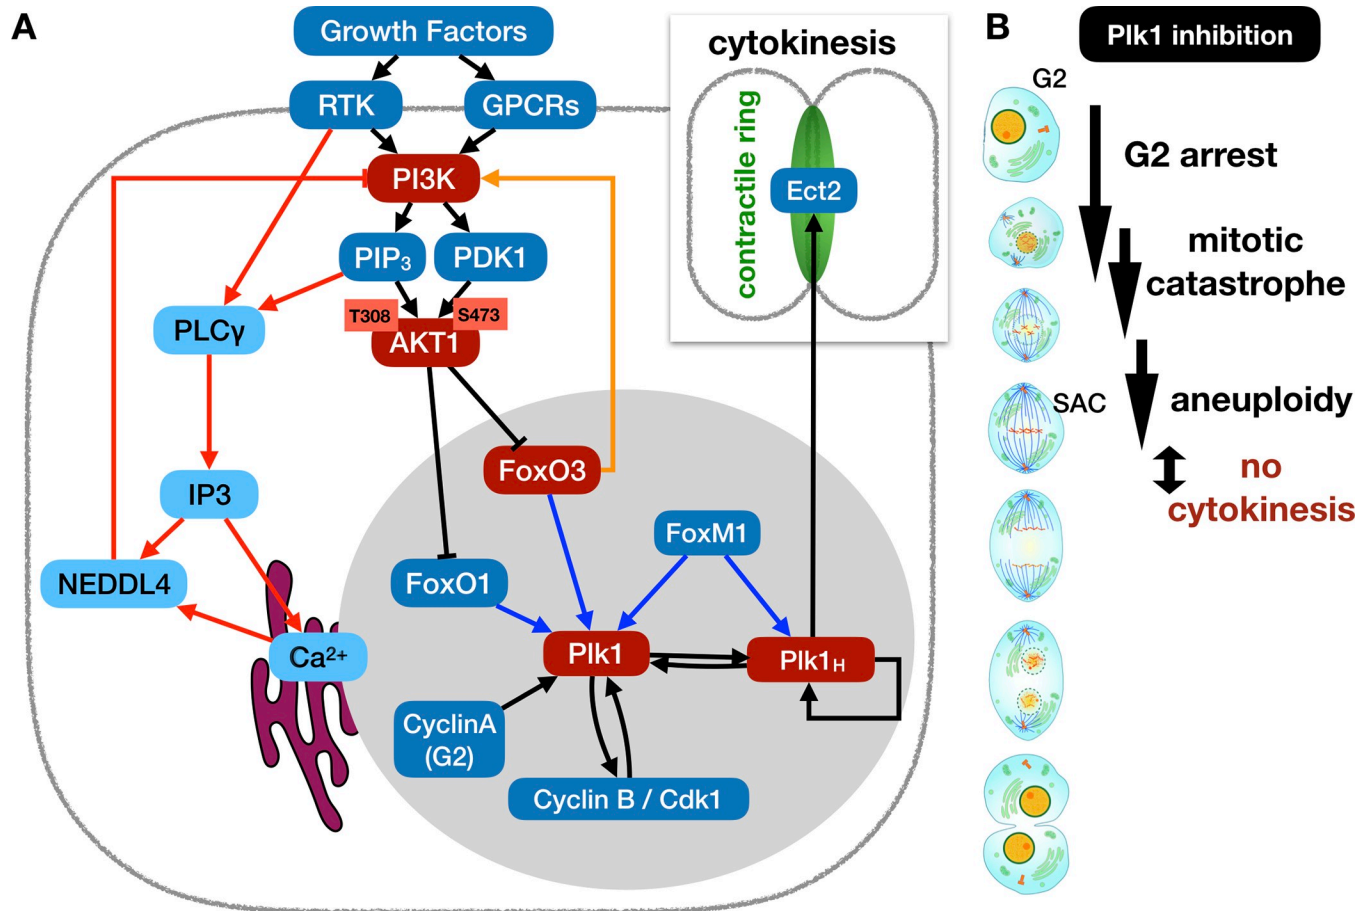 A
Growth Factors
RTK
GPCRs
PI3K
PIP₃
PDK1
T308
S473
AKT1
PLCγ
IP3
NEDDL4
Ca²⁺
FoxO3
FoxO1
FoxM1
Plk1
Plk1H
CyclinA
(G2)
Cyclin B / Cdk1
cytokinesis
contractile ring
Ect2
B
Plk1 inhibition
G2
G2 arrest
mitotic
catastrophe
SAC
aneuploidy
no
cytokinesis